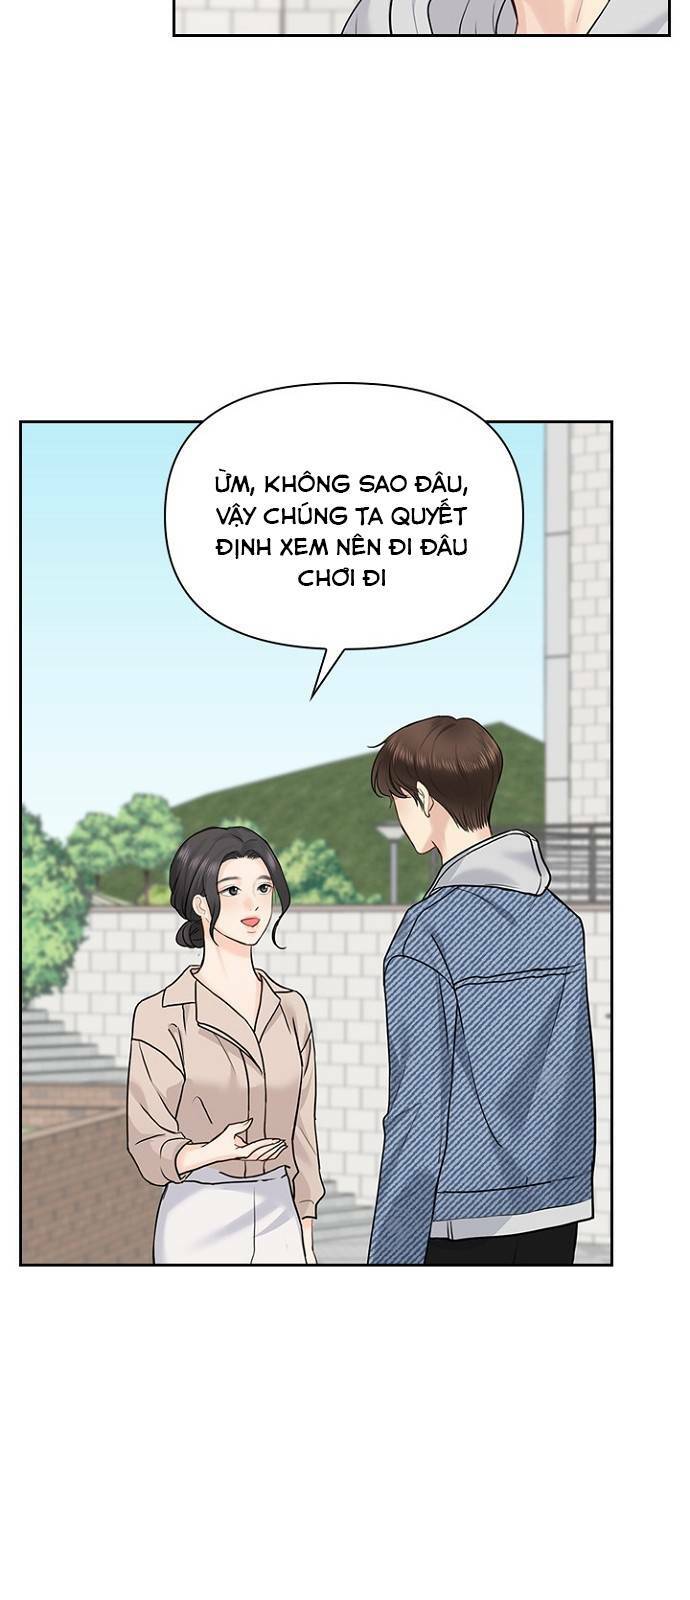 ỪM, KHÔNG SAO ĐÂU,
VẬY CHÚNG TA QUYẾT
ĐỊNH XEM NÊN ĐI ĐÂU
CHƠI ĐI